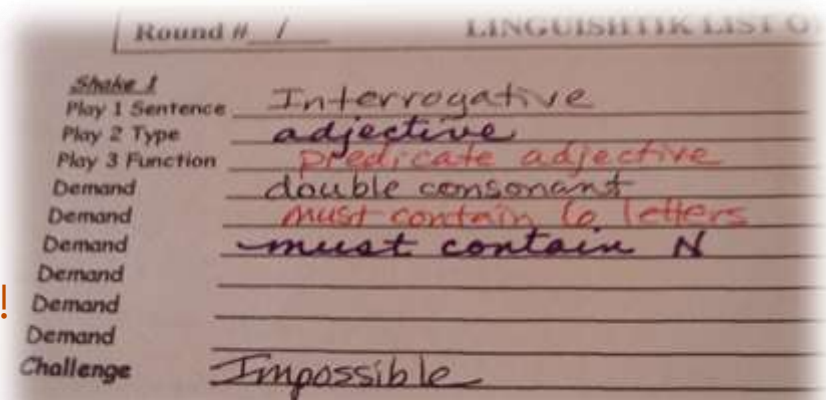 Round # 1 LINGUISHTIK LIST O
Shake 1
Play 1 Sentence Interrogative
Play 2 Type adjective
Play 3 Function predicate adjective
Demand double consonant
Demand must contain 6 letters
Demand must contain N
Demand
!
Demand
Demand
Challenge Impossible